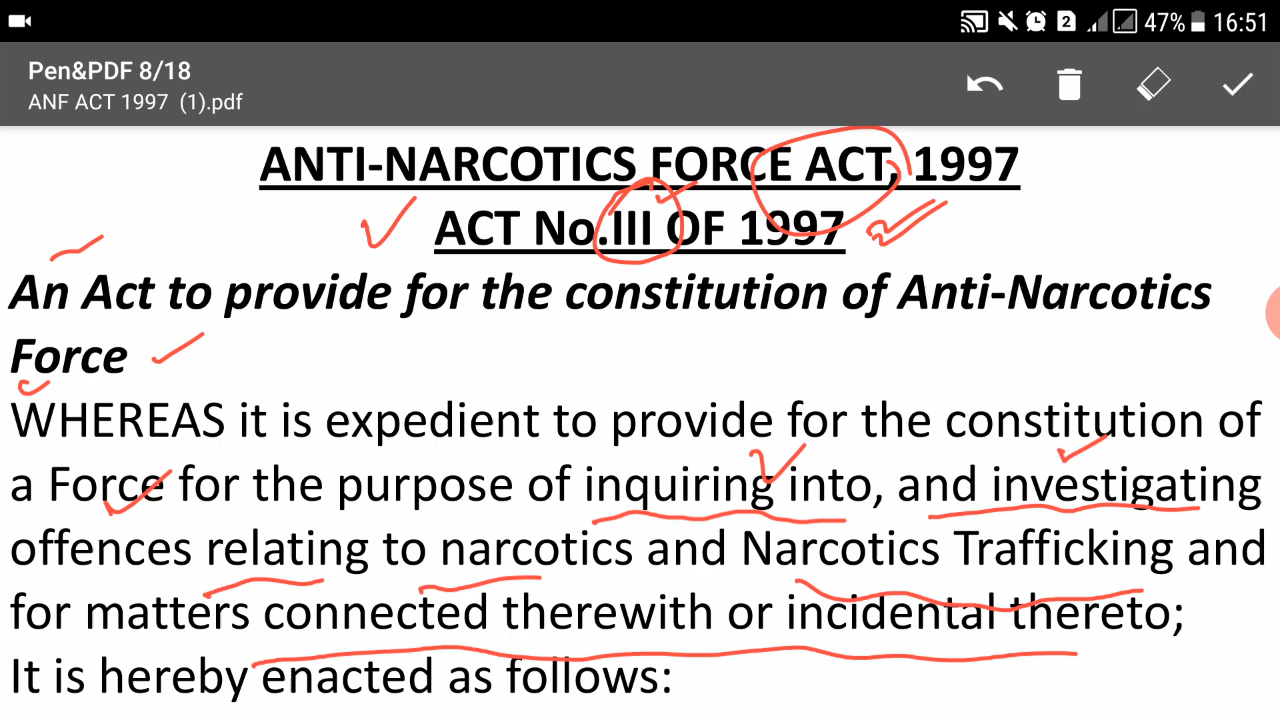 2 47% 16:51
Pen&PDF 8/18
ANF ACT 1997 (1).pdf
ANTI-NARCOTICS FORCE ACT, 1997
ACT No.III OF 1997
An Act to provide for the constitution of Anti-Narcotics
Force
WHEREAS it is expedient to provide for the constitution of
a Force for the purpose of inquiring into, and investigating
offences relating to narcotics and Narcotics Trafficking and
for matters connected therewith or incidental thereto;
It is hereby enacted as follows: